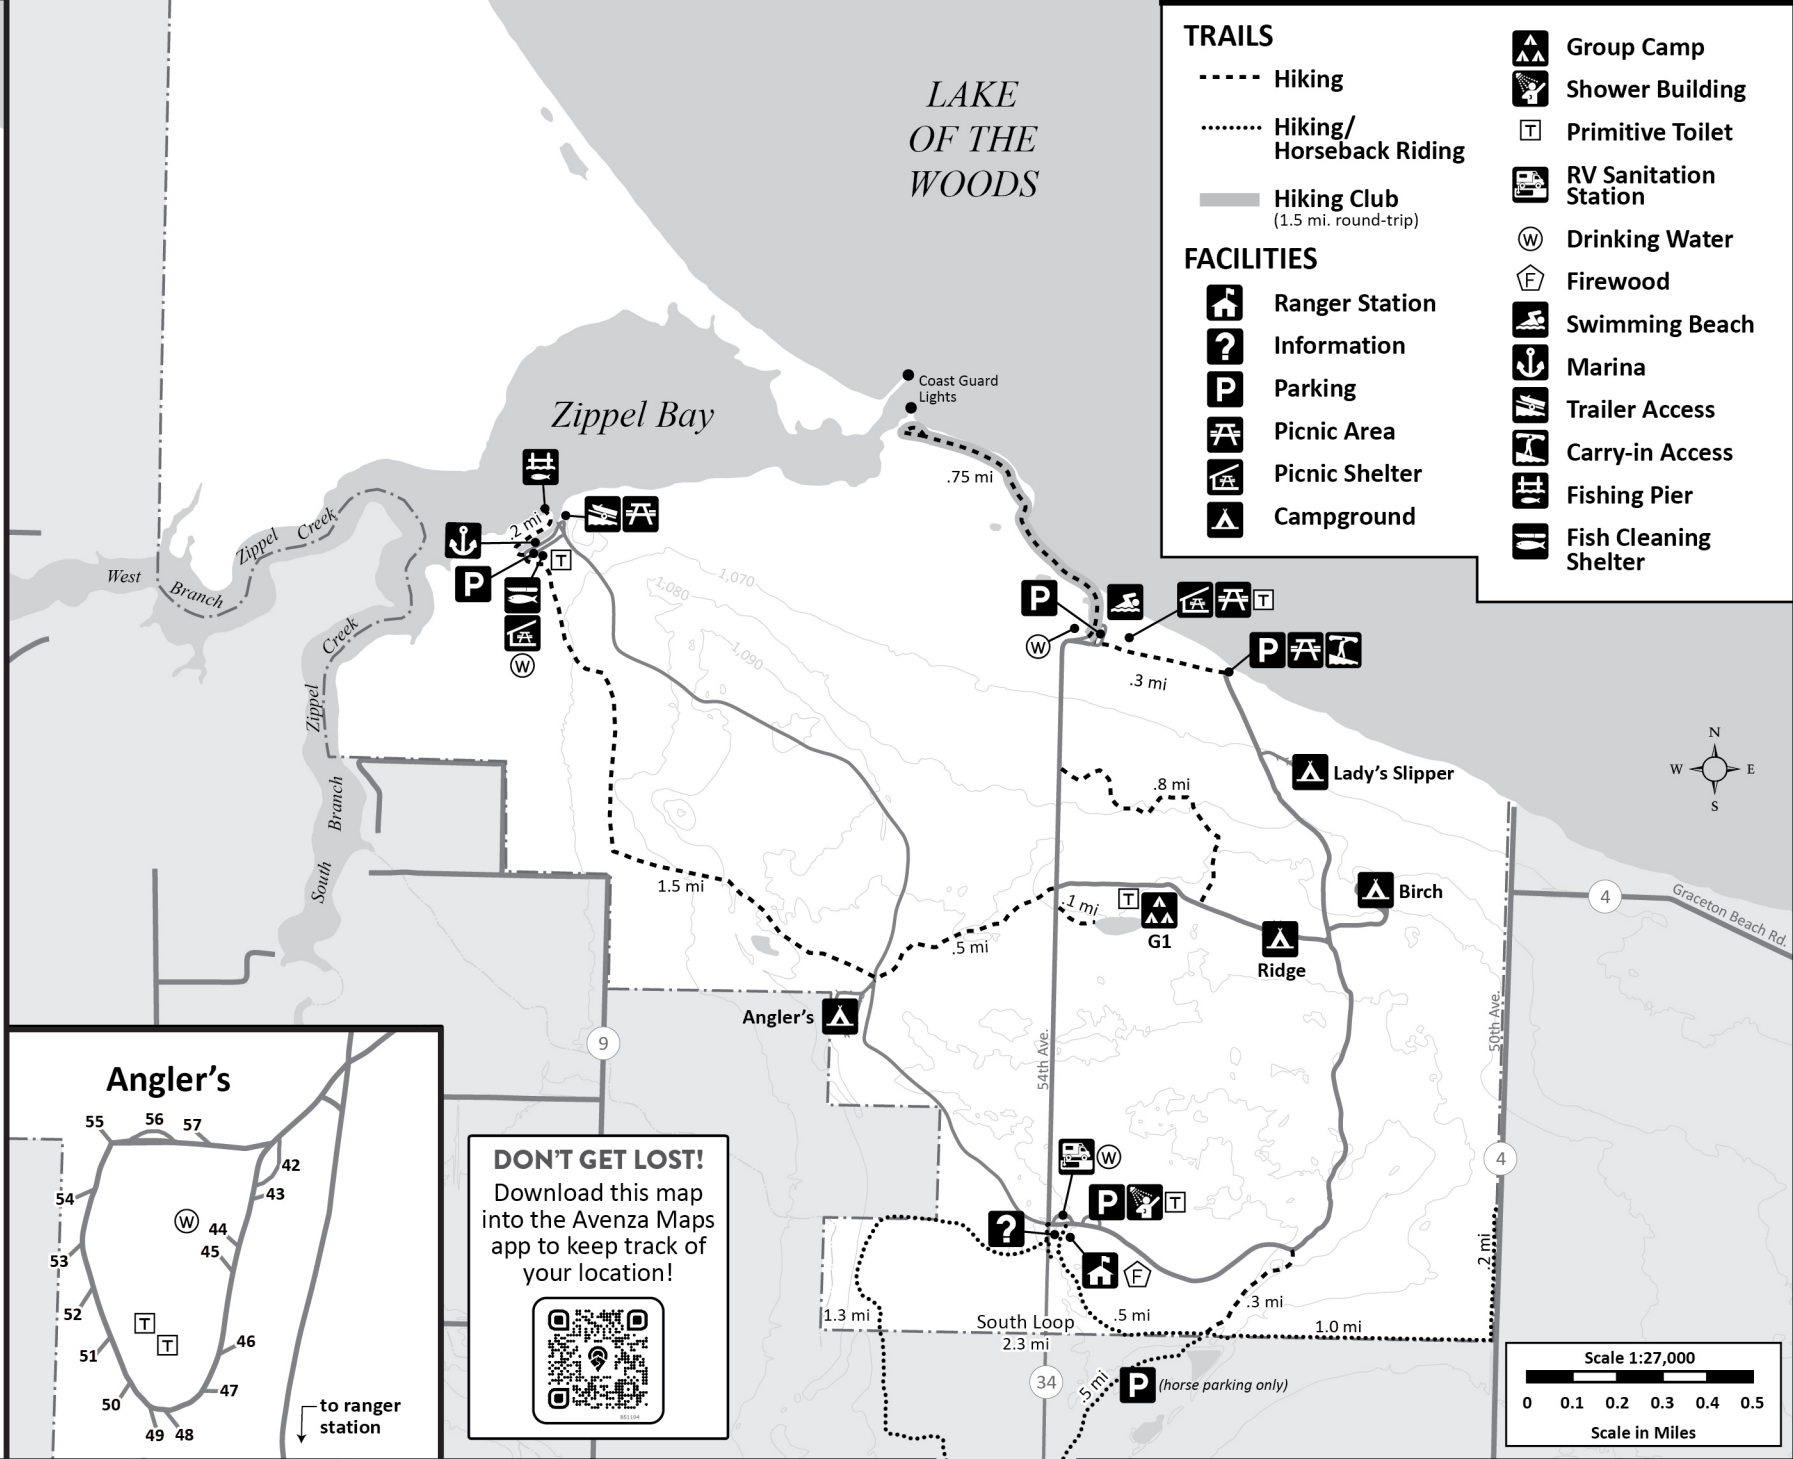 LAKE
OF THE
WOODS
TRAILS
Hiking
Hiking/
Horseback Riding
Hiking Club
(1.5 mi. round-trip)
FACILITIES
Ranger Station
? Information
P Parking
Picnic Area
Picnic Shelter
Campground
Group Camp
Shower Building
T Primitive Toilet
RV Sanitation
Station
W Drinking Water
F Firewood
Swimming Beach
Marina
Trailer Access
Carry-in Access
Fishing Pier
Fish Cleaning
Shelter
Coast Guard
Lights
Zippel Bay
.75 mi
.2 mi
T
P
W
Zippel Creek
West
Branch
Creek
Zippel
Branch
South
1,070
1,080
1,090
P
W
T
P
.3 mi
Lady's Slipper
.8 mi
Birch
4
Graceton Beach Rd.
1.5 mi
.1 mi
T
G1
.5 mi
Ridge
Angler's
9
54th Ave.
50th Ave.
N
W E
S
4
W
P T
?
F
.2 mi
1.3 mi
South Loop
2.3 mi
.5 mi
.3 mi
1.0 mi
34
.5 mi
P (horse parking only)
Angler's
55
56
57
42
54
43
W
44
45
53
52
T
T
46
51
47
50
49
48
to ranger
station
DON'T GET LOST!
Download this map
into the Avenza Maps
app to keep track of
your location!
851104
Scale 1:27,000
0 0.1 0.2 0.3 0.4 0.5
Scale in Miles